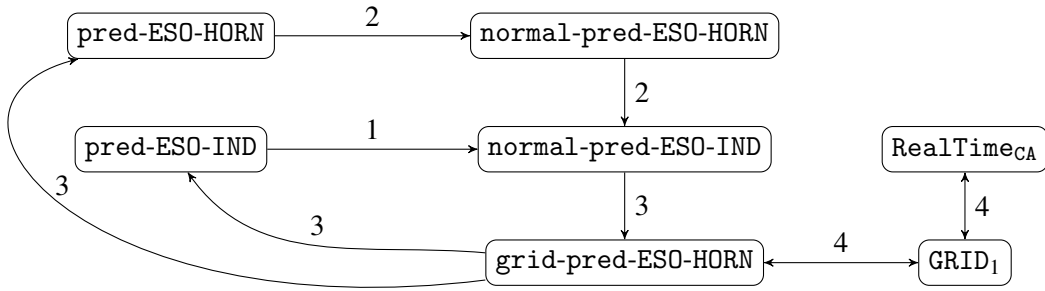 pred-ESO-HORN 2 normal-pred-ESO-HORN
2
pred-ESO-IND 1 normal-pred-ESO-IND RealTime_CA
3 3 3 4
grid-pred-ESO-HORN 4 GRID_1